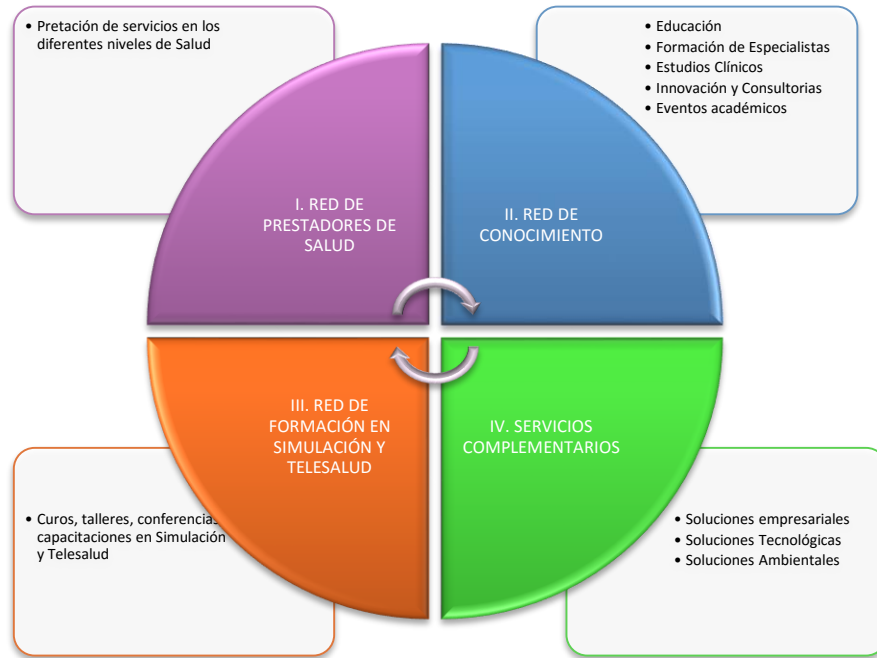 • Pretación de servicios en los
diferentes niveles de Salud
• Educación
• Formación de Especialistas
• Estudios Clínicos
• Innovación y Consultorias
• Eventos académicos
I. RED DE
PRESTADORES DE
SALUD
II. RED DE
CONOCIMIENTO
III. RED DE
FORMACIÓN EN
SIMULACIÓN Y
TELESALUD
IV. SERVICIOS
COMPLEMENTARIOS
• Curos, talleres, conferencias,
capacitaciones en Simulación
y Telesalud
• Soluciones empresariales
• Soluciones Tecnológicas
• Soluciones Ambientales